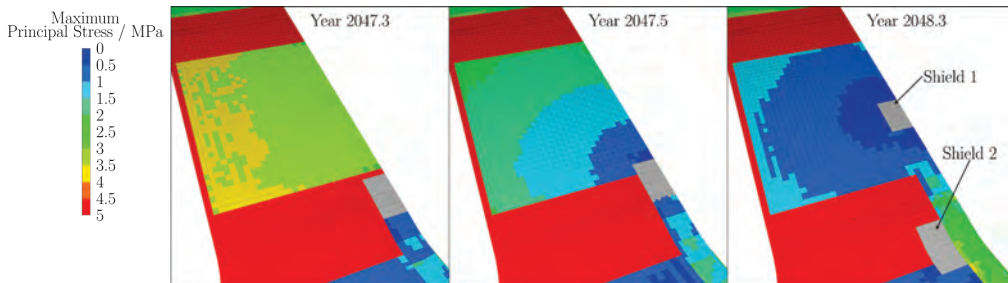 Maximum
Principal Stress / MPa
0
0.5
1
1.5
2
2.5
3
3.5
4
4.5
5
Year 2047.3
Year 2047.5
Year 2048.3
Shield 1
Shield 2